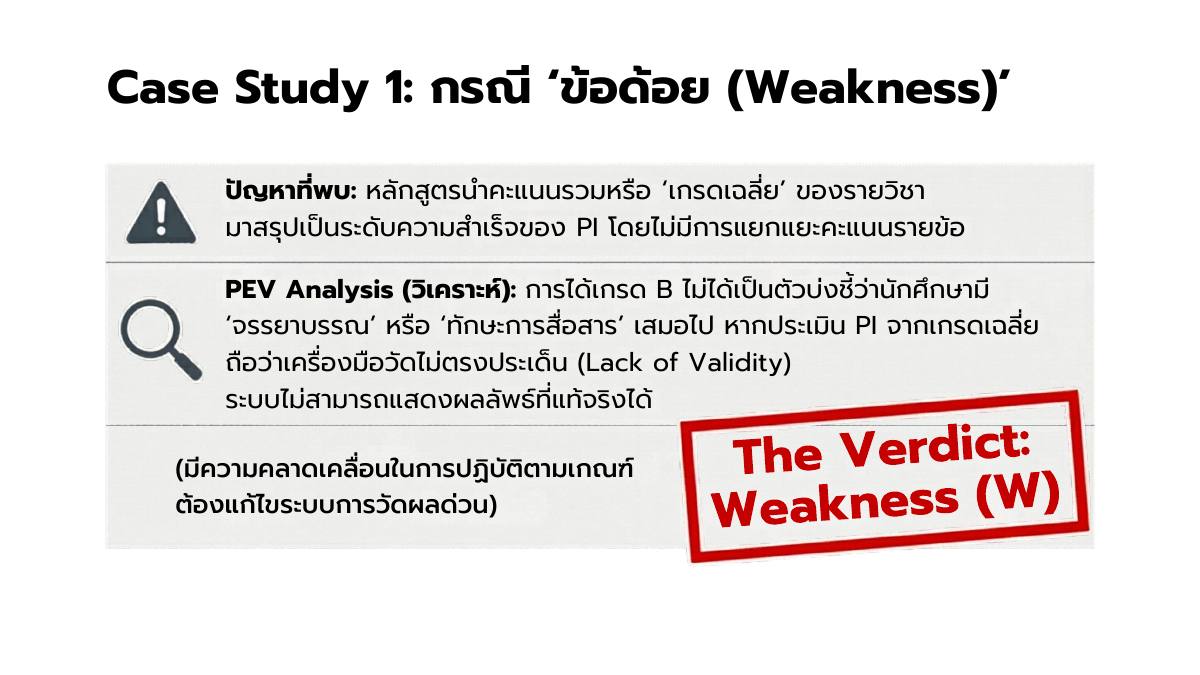 Case Study 1: กรณี ‘ข้อด้อย (Weakness)’
ปัญหาที่พบ: หลักสูตรนำคะแนนรวมหรือ ‘เกรดเฉลี่ย’ ของรายวิชา
มาสรุปเป็นระดับความสำเร็จของ PI โดยไม่มีการแยกแยะคะแนนรายข้อ
PEV Analysis (วิเคราะห์): การได้เกรด B ไม่ได้เป็นตัวบ่งชี้ว่านักศึกษามี
‘จรรยาบรรณ’ หรือ ‘ทักษะการสื่อสาร’ เสมอไป หากประเมิน PI จากเกรดเฉลี่ย
ถือว่าเครื่องมือวัดไม่ตรงประเด็น (Lack of Validity)
ระบบไม่สามารถแสดงผลลัพธ์ที่แท้จริงได้
(มีความคลาดเคลื่อนในการปฏิบัติตามเกณฑ์
ต้องแก้ไขระบบการวัดผลด่วน)
The Verdict:
Weakness (W)